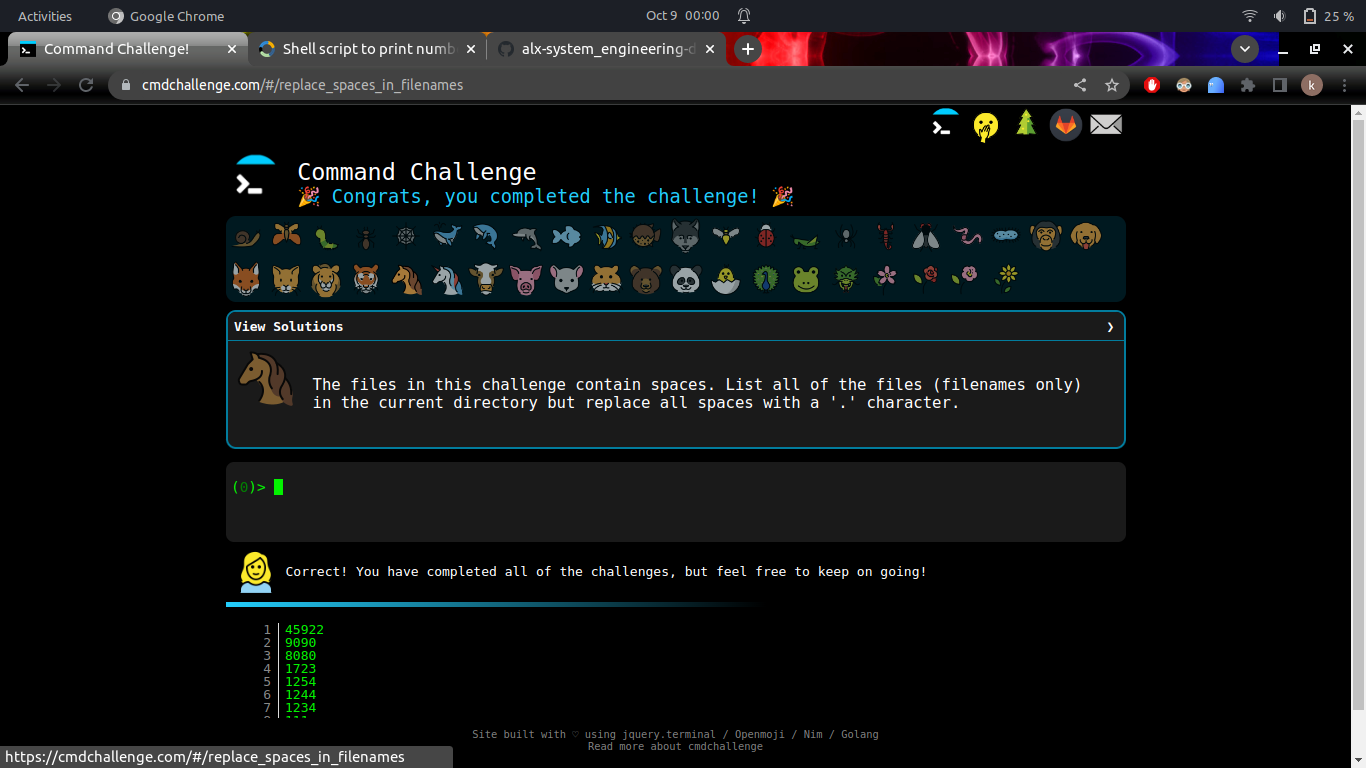 Activities
Google Chrome
Oct 9 00:00
25 %
Command Challenge!
Shell script to print numb
alx-system_engineering-d
cmdchallenge.com/#/replace_spaces_in_filenames
k
Command Challenge
Congrats, you completed the challenge!
View Solutions
The files in this challenge contain spaces. List all of the files (filenames only)
in the current directory but replace all spaces with a '.' character.
(0)>
Correct! You have completed all of the challenges, but feel free to keep on going!
1 45922
2 9090
3 8080
4 1723
5 1254
6 1244
7 1234
Site built with ♡ using jquery.terminal / Openmoji / Nim / Golang
Read more about cmdchallenge
https://cmdchallenge.com/#/replace_spaces_in_filenames